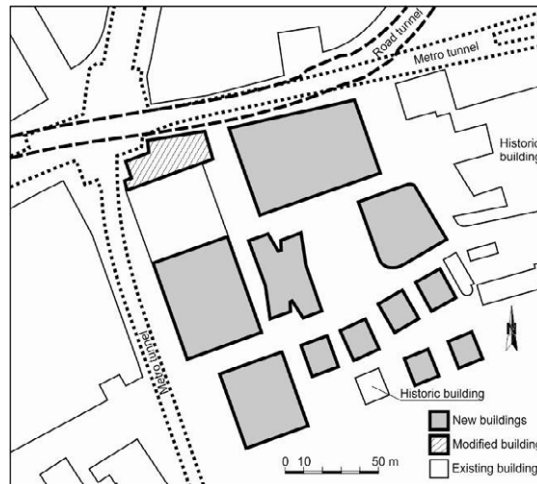 Road tunnel
Metro tunnel
Historic
building
N
Metro tunnel
Historic building
New buildings
Modified building
Existing building
0 10 50 m